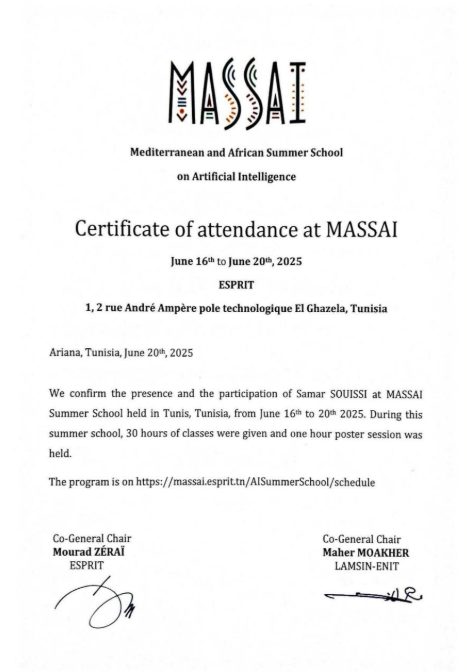 MASSAI
Mediterranean and African Summer School
on Artificial Intelligence
Certificate of attendance at MASSAI
June 16th to June 20th, 2025
ESPRIT
1, 2 rue André Ampère pole technologique El Ghazela, Tunisia
Ariana, Tunisia, June 20th, 2025
We confirm the presence and the participation of Samar SOUISSI at MASSAI
Summer School held in Tunis, Tunisia, from June 16th to 20th 2025. During this
summer school, 30 hours of classes were given and one hour poster session was
held.
The program is on https://massai.esprit.tn/AISummerSchool/schedule
Co-General Chair
Mourad ZÉRAÏ
ESPRIT
Co-General Chair
Maher MOAKHER
LAMSIN-ENIT